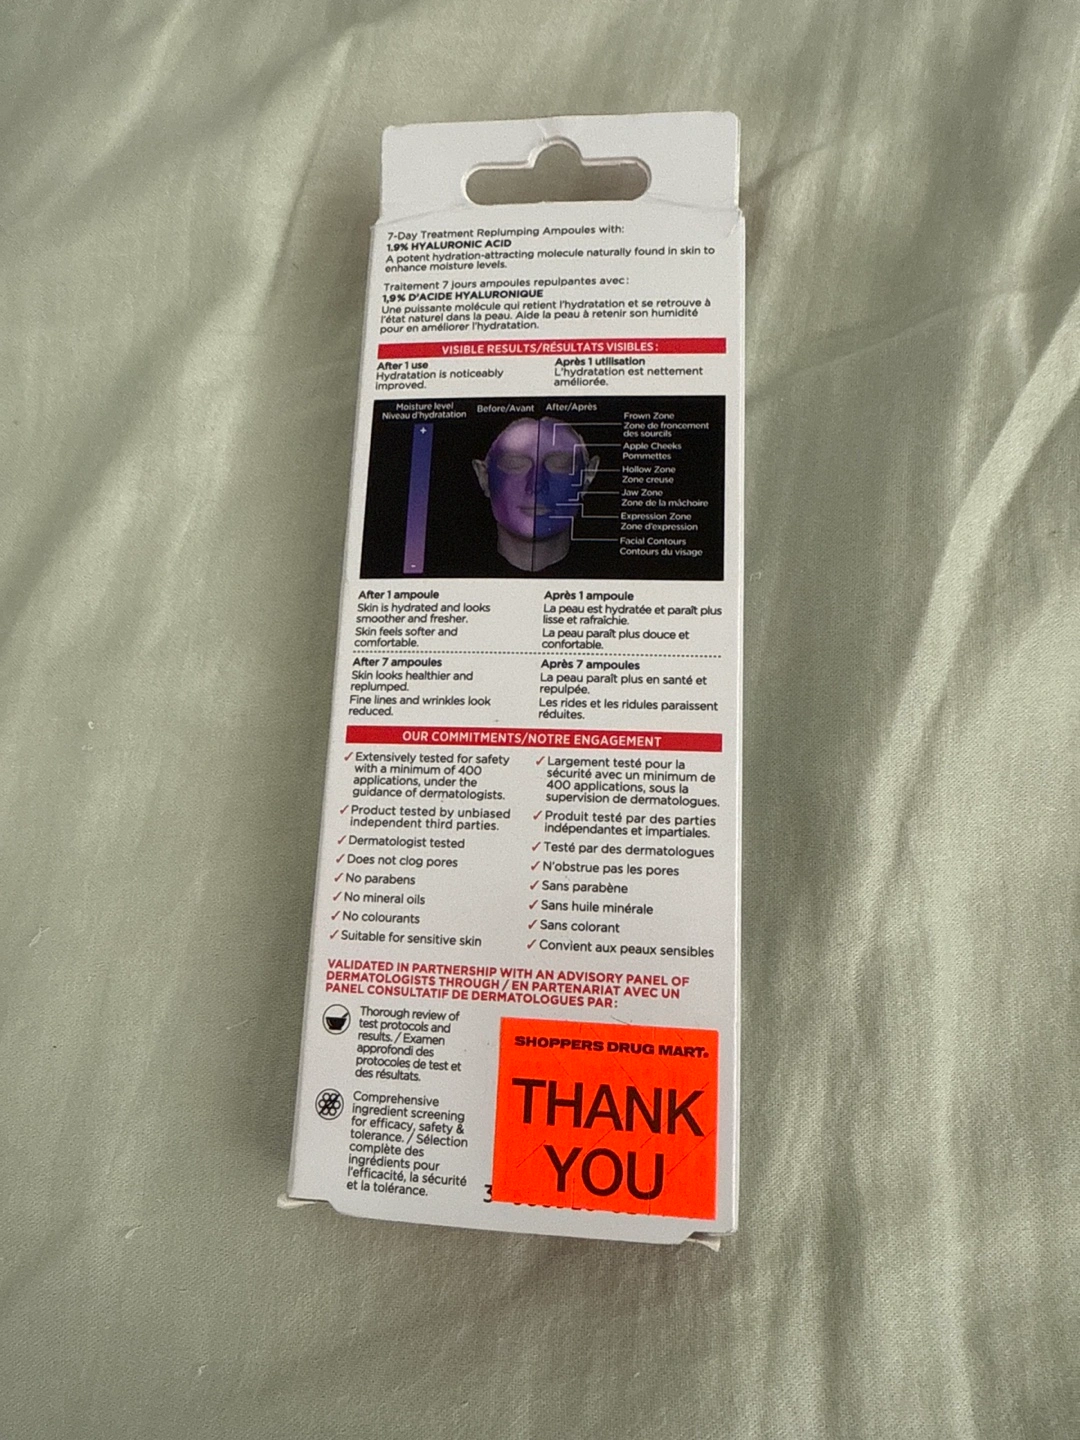 7-Day Treatment Replumping Ampoules with:
1.9% HYALURONIC ACID
A potent hydration-attracting molecule naturally found in skin to
enhance moisture levels.
Traitement 7 jours ampoules repulpantes avec :
1,9 % D'ACIDE HYALURONIQUE
Une puissante molécule qui retient l'hydratation et se retrouve à
l'état naturel dans la peau. Aide la peau à retenir son humidité
pour en améliorer l'hydratation.
VISIBLE RESULTS/RÉSULTATS VISIBLES :
After 1 use
Hydratation is noticeably
improved.
Après 1 utilisation
L'hydratation est nettement
améliorée.
Moisture level
Niveau d'hydratation
+
-
Before/Avant
After/Après
Frown Zone
Zone de froncement
des sourcils
Apple Cheeks
Pommettes
Hollow Zone
Zone creuse
Jaw Zone
Zone de la mâchoire
Expression Zone
Zone d'expression
Facial Contours
Contours du visage
After 1 ampoule
Skin is hydrated and looks
smoother and fresher.
Skin feels softer and
comfortable.
Après 1 ampoule
La peau est hydratée et paraît plus
lisse et rafraîchie.
La peau paraît plus douce et
confortable.
After 7 ampoules
Skin looks healthier and
replumped.
Fine lines and wrinkles look
reduced.
Après 7 ampoules
La peau paraît plus en santé et
repulpée.
Les rides et les ridules paraissent
réduites.
OUR COMMITMENTS/NOTRE ENGAGEMENT
✓ Extensively tested for safety
with a minimum of 400
applications, under the
guidance of dermatologists.
✓ Product tested by unbiased
independent third parties.
✓ Dermatologist tested
✓ Does not clog pores
✓ No parabens
✓ No mineral oils
✓ No colourants
✓ Suitable for sensitive skin
✓ Largement testé pour la
sécurité avec un minimum de
400 applications, sous la
supervision de dermatologues.
✓ Produit testé par des parties
indépendantes et impartiales.
✓ Testé par des dermatologues
✓ N'obstrue pas les pores
✓ Sans parabène
✓ Sans huile minérale
✓ Sans colorant
✓ Convient aux peaux sensibles
VALIDATED IN PARTNERSHIP WITH AN ADVISORY PANEL OF
DERMATOLOGISTS THROUGH / EN PARTENARIAT AVEC UN
PANEL CONSULTATIF DE DERMATOLOGUES PAR :
Thorough review of
test protocols and
results. / Examen
approfondi des
protocoles de test et
des résultats.
Comprehensive
ingredient screening
for efficacy, safety &
tolerance. / Sélection
complète des
ingrédients pour
l'efficacité, la sécurité
et la tolérance.
SHOPPERS DRUG MART.
THANK
YOU
3